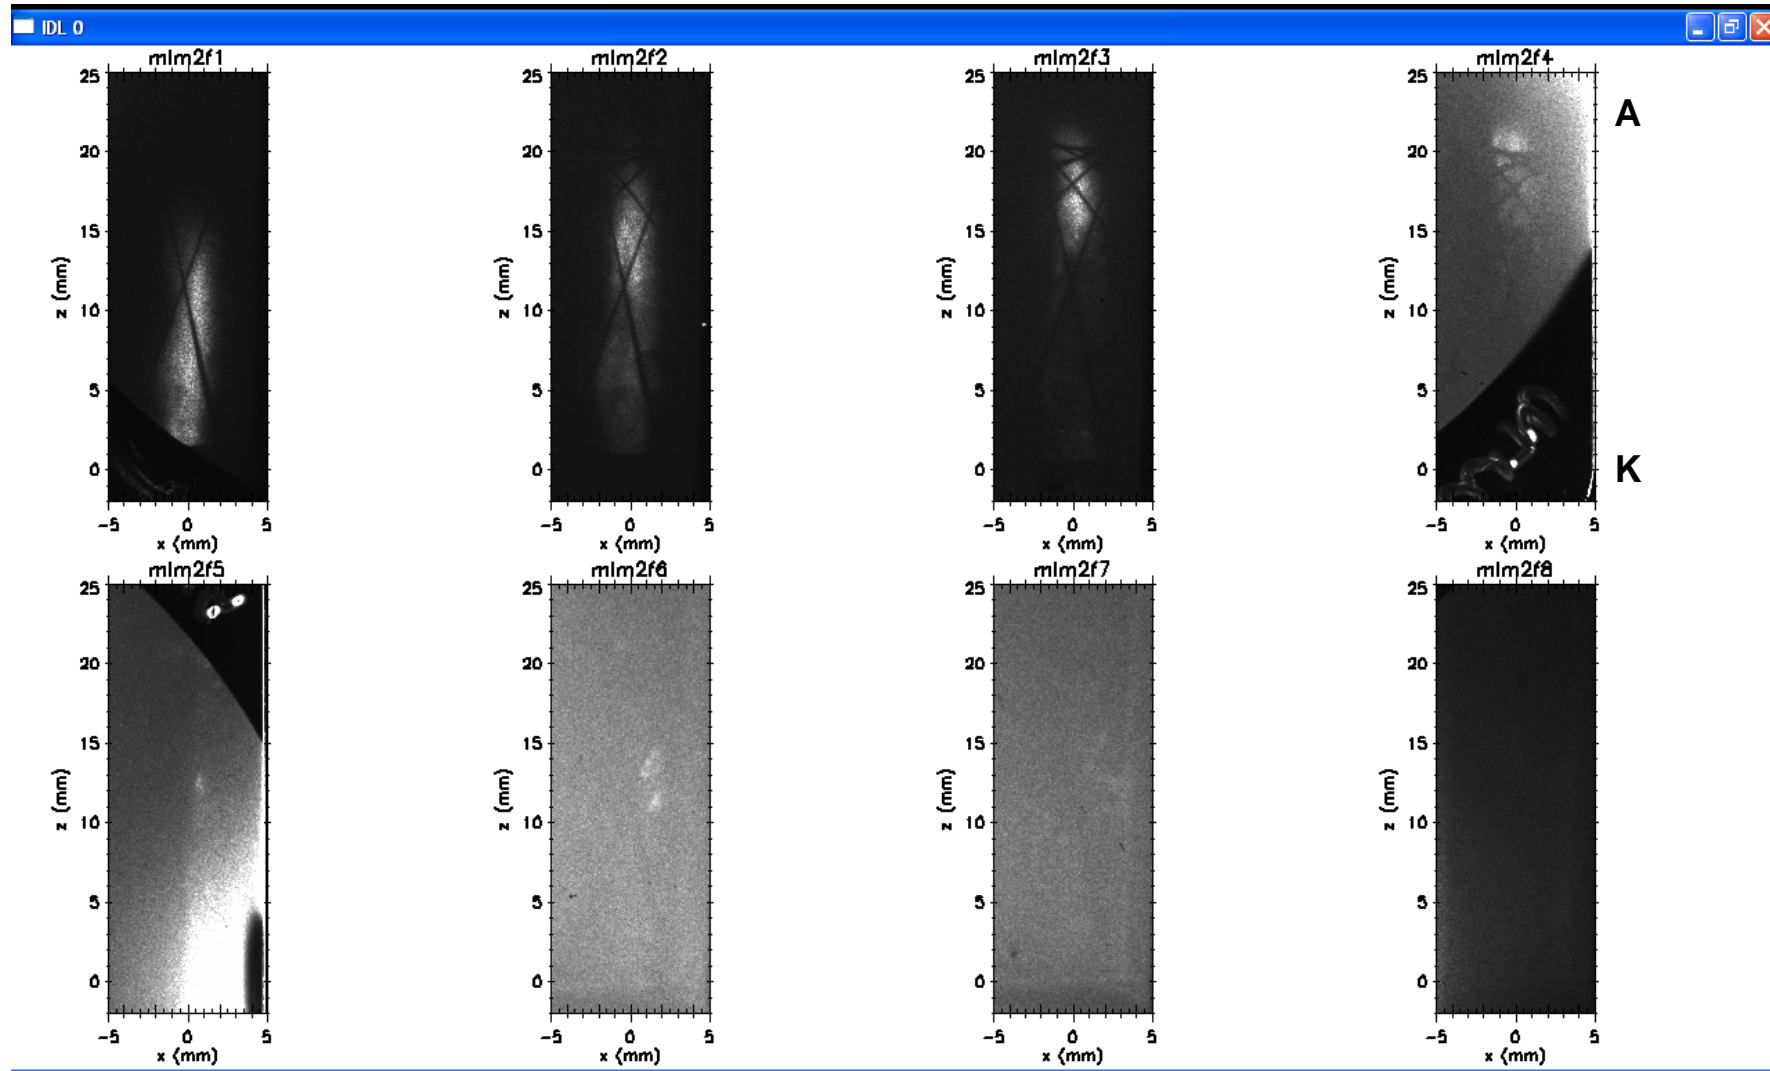 IDL 0
mlm2f1 mlm2f2 mlm2f3 mlm2f4
25 25 25 25
A
20 20 20 20
15 15 15 15
z (mm) z (mm) z (mm) z (mm)
10 10 10 10
5 5 5 5
0 0 0 0
K
-5 0 5 -5 0 5 -5 0 5 -5 0 5
x (mm) x (mm) x (mm) x (mm)
mlm2f5 mlm2f6 mlm2f7 mlm2f8
25 25 25 25
20 20 20 20
15 15 15 15
z (mm) z (mm) z (mm) z (mm)
10 10 10 10
5 5 5 5
0 0 0 0
-5 0 5 -5 0 5 -5 0 5 -5 0 5
x (mm) x (mm) x (mm) x (mm)